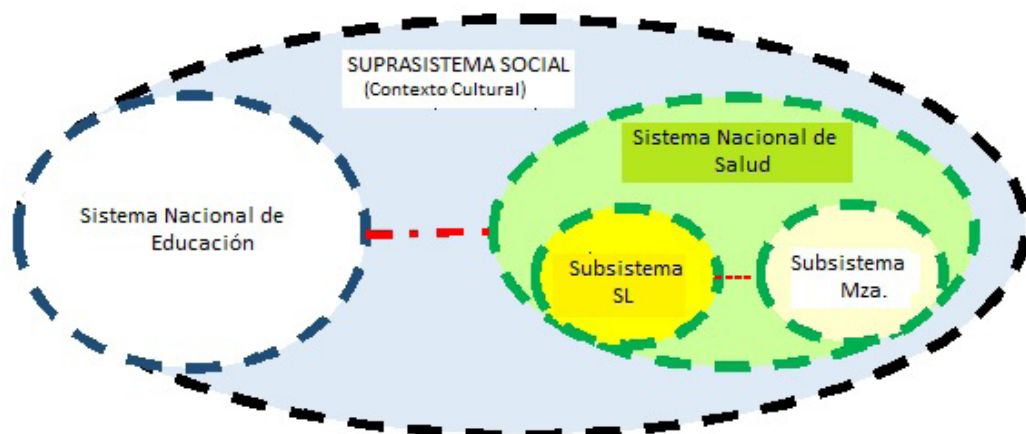 SUPRASISTEMA SOCIAL
(Contexto Cultural)
Sistema Nacional de
Educación
Sistema Nacional de
Salud
Subsistema
SL
Subsistema
Mza.